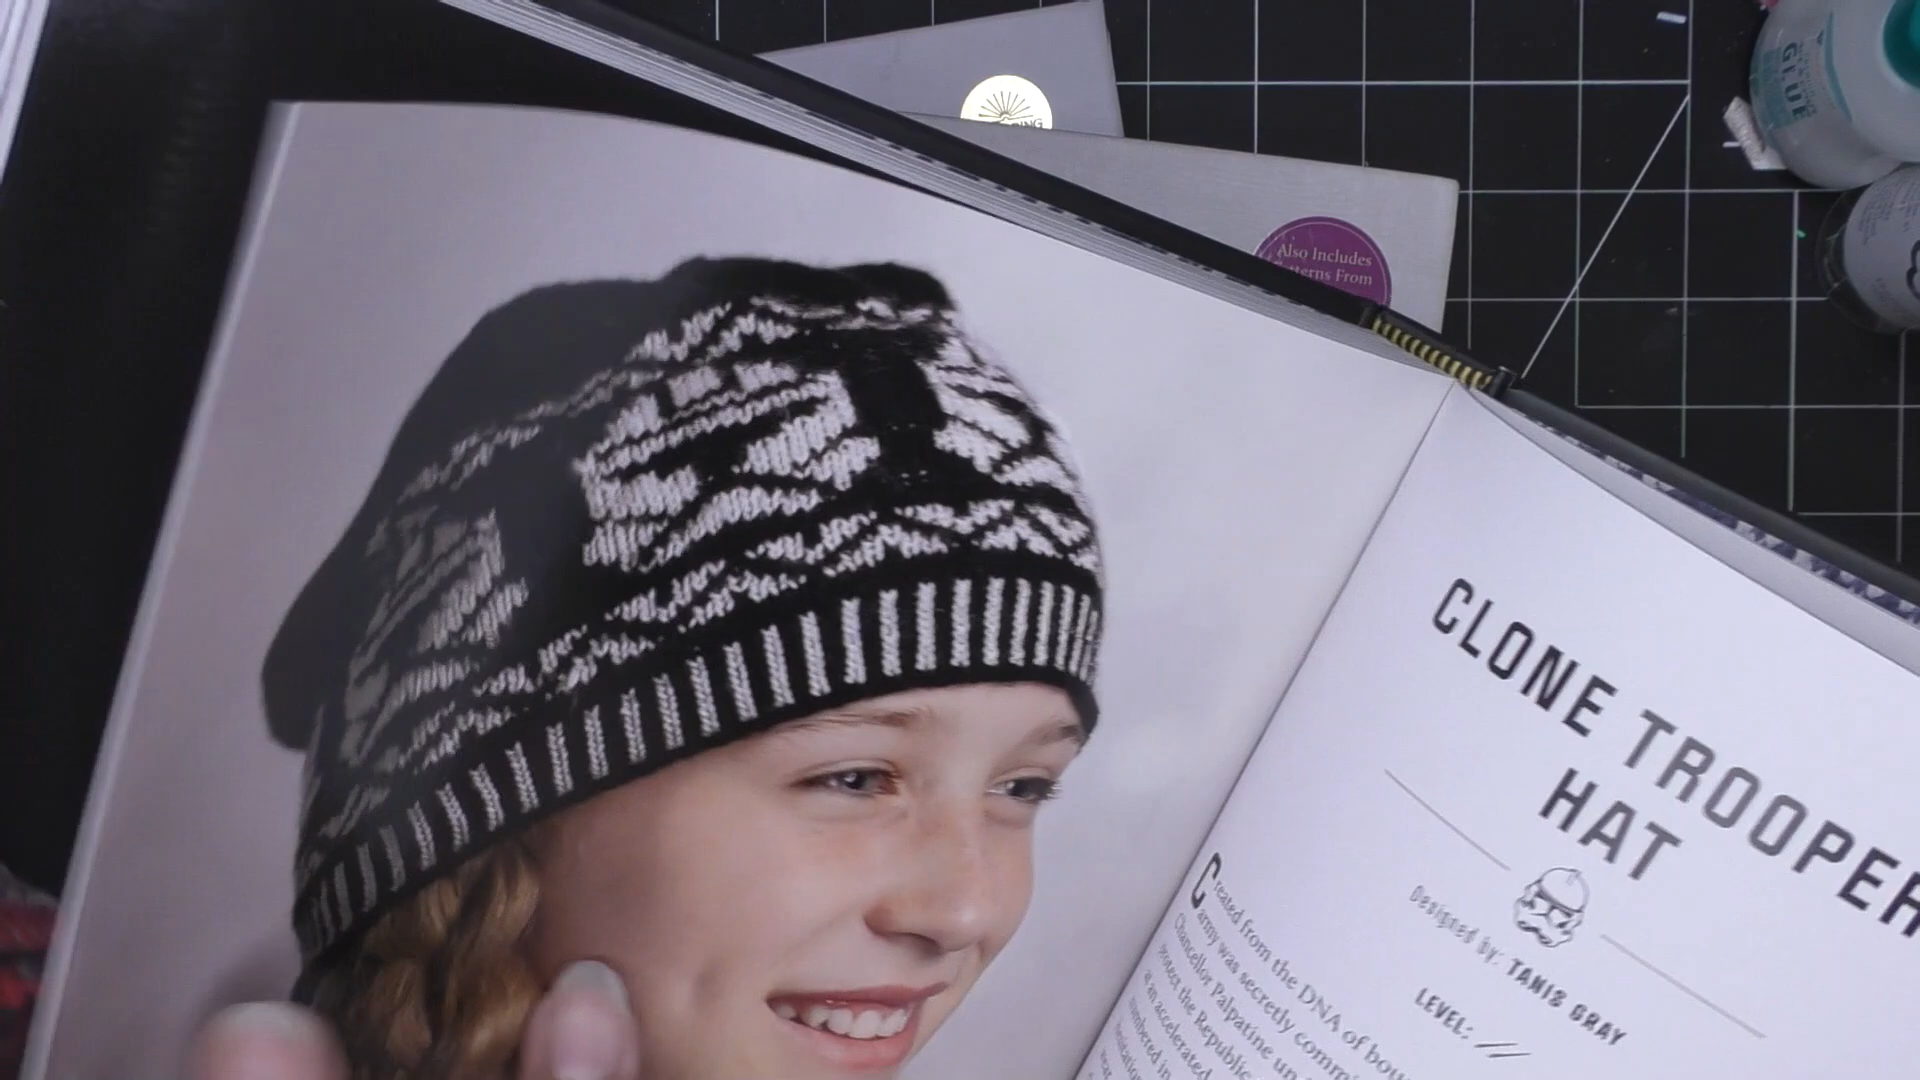 Also Includes
Patterns From
GLUE
CLONE TROOPER
HAT
Designed by: TANIS GRAY
LEVEL: //
Created from the DNA of bou
army was secretly commi
Chancellor Palpatine un
protect the Republic
at an accelerated
numbered in